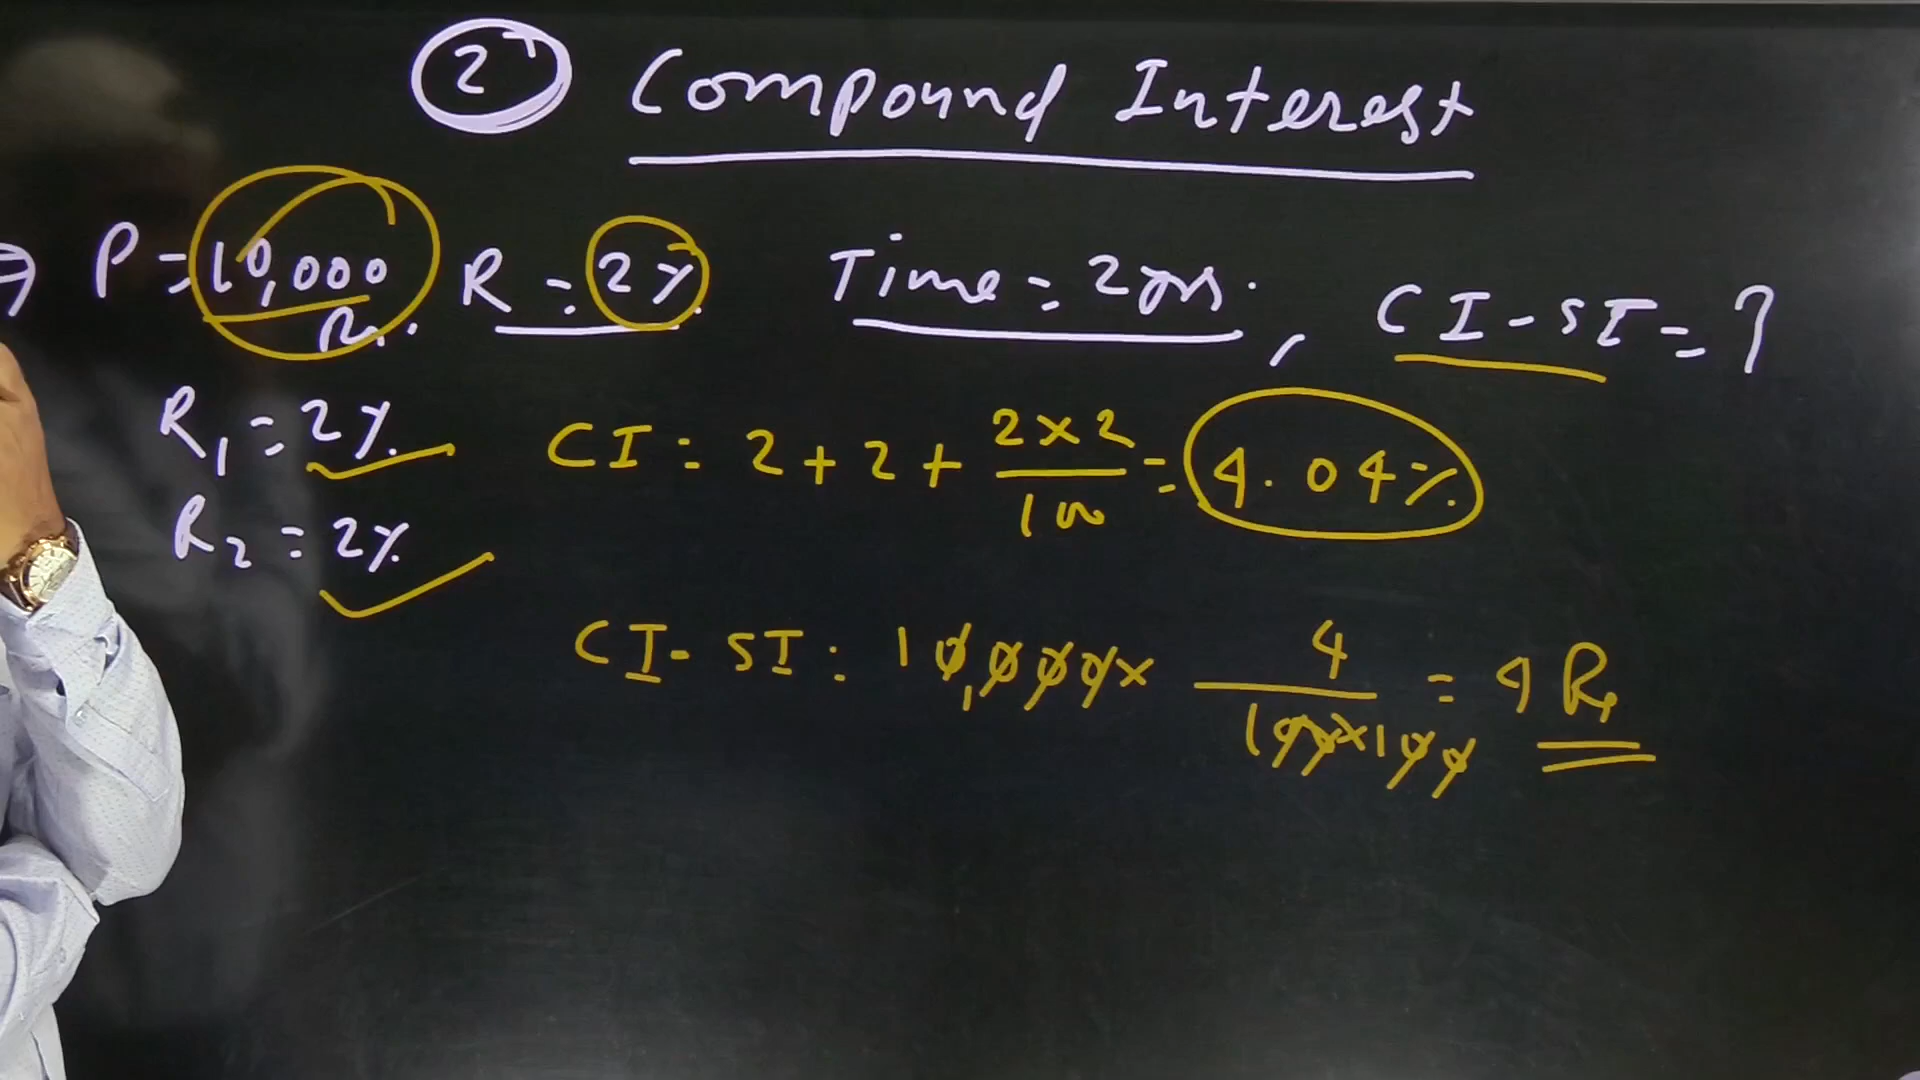 2 Compound Interest
⇒ P = 10,000 Rs. R = 2% Time = 2 yrs. , CI - SI = ?
R₁ = 2%
CI = 2 + 2 + 2×2/100 = 4.04%
R₂ = 2%
CI - SI = 10,000 × 4/100×100 = 4 Rs